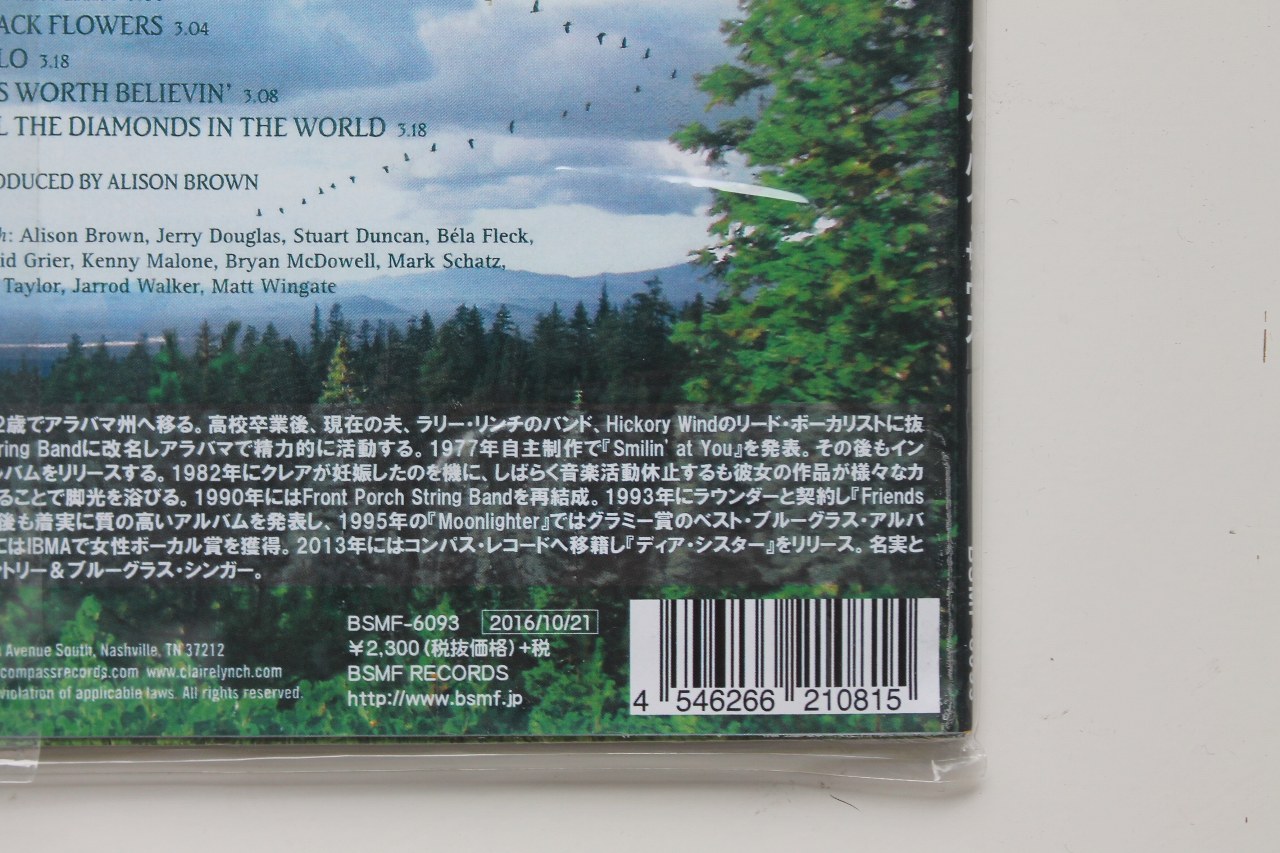 ACK FLOWERS 3.04
LO 3.18
S WORTH BELIEVIN' 3.08
L THE DIAMONDS IN THE WORLD 3.18
ODUCED BY ALISON BROWN
h: Alison Brown, Jerry Douglas, Stuart Duncan, Béla Fleck,
id Grier, Kenny Malone, Bryan McDowell, Mark Schatz,
Taylor, Jarrod Walker, Matt Wingate
2歳でアラバマ州へ移る。高校卒業後、現在の夫、ラリー・リンチのバンド、Hickory Windのリード・ボーカリストに抜
ring Bandに改名しアラバマで精力的に活動する。1977年自主制作で『Smilin' at You』を発表。その後もイン
ルバムをリリースする。1982年にクレアが妊娠したのを機に、しばらく音楽活動休止するも彼女の作品が様々なカ
ることで脚光を浴びる。1990年にはFront Porch String Bandを再結成。1993年にラウンダーと契約し『Friends
後も着実に質の高いアルバムを発表し、1995年の『Moonlighter』ではグラミー賞のベスト・ブルーグラス・アルバ
にはIBMAで女性ボーカル賞を獲得。2013年にはコンパス・レコードへ移籍し『ディア・シスター』をリリース。名実と
ントリー＆ブルーグラス・シンガー。
Avenue South, Nashville, TN 37212
compassrecords.com www.clairelynch.com
violation of applicable laws. All rights reserved.
BSMF-6093 2016/10/21
￥2,300(税抜価格)+税
BSMF RECORDS
http://www.bsmf.jp
4 546266 210815